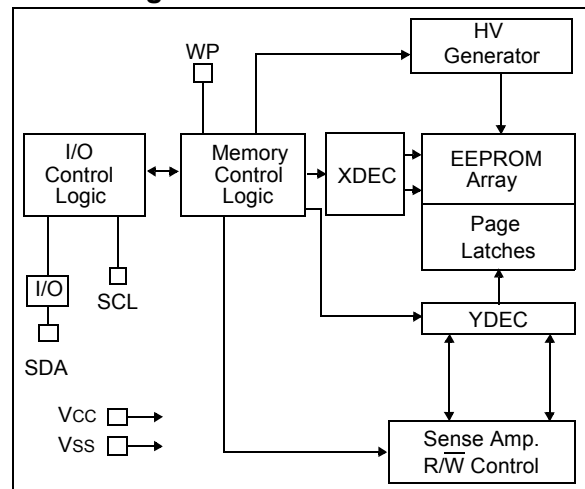 HV
Generator
WP
I/O
Control
Logic
Memory
Control
Logic
XDEC
EEPROM
Array
Page
Latches
I/O
SCL
SDA
YDEC
VCC
VSS
Sense Amp.
R/W̅ Control